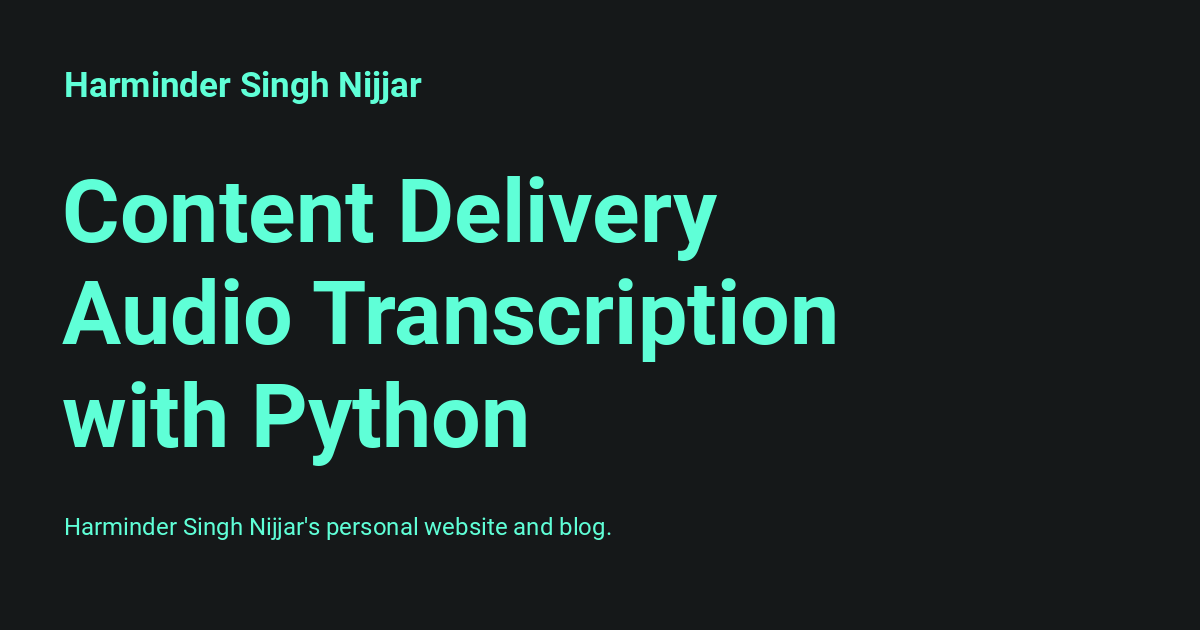 Harminder Singh Nijjar
Content Delivery
Audio Transcription
with Python
Harminder Singh Nijjar's personal website and blog.